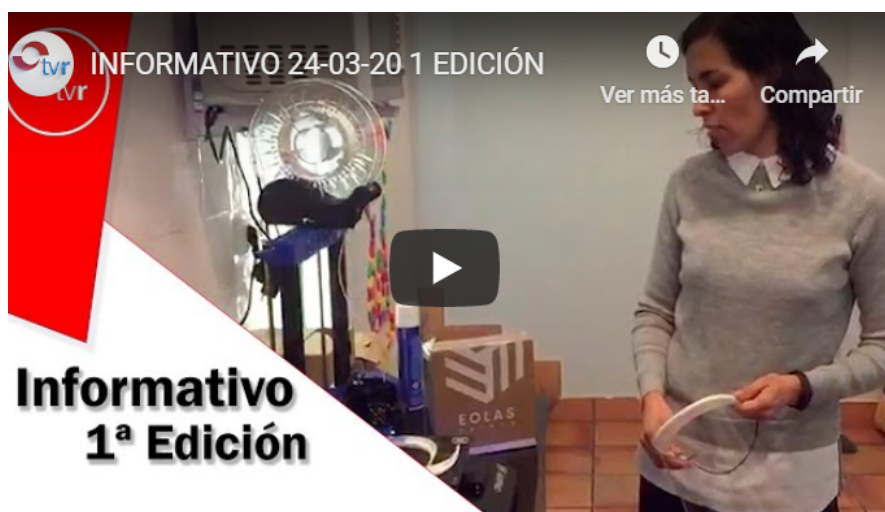 tvr
INFORMATIVO 24-03-20 1 EDICIÓN
tvr
Ver más ta...
Compartir
Informativo
1ª Edición
EOLAS